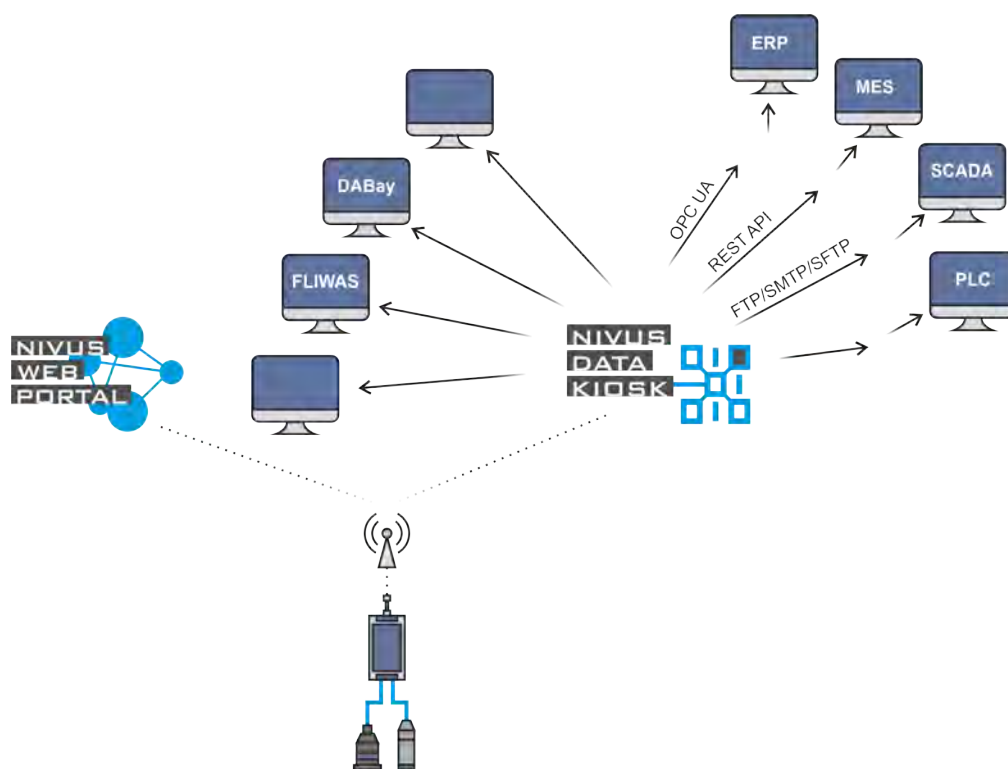 ERP
MES
SCADA
PLC
DABay
FLIWAS
OPC UA
REST API
FTP/SMTP/SFTP
NIVUS
WEB
PORTAL
NIVUS
DATA
KIOSK